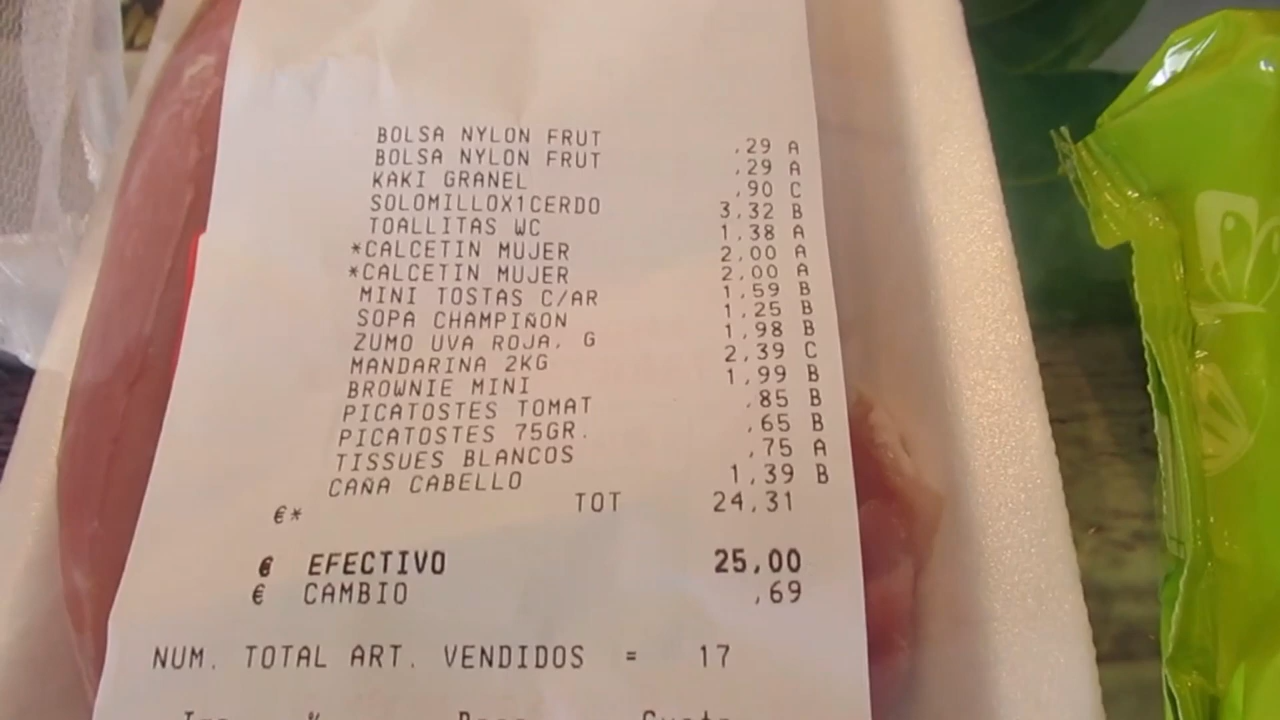 BOLSA NYLON FRUT ,29 A
BOLSA NYLON FRUT ,29 A
KAKI GRANEL ,90 C
SOLOMILLOX1CERDO 3,32 B
TOALLITAS WC 1,38 A
*CALCETIN MUJER 2,00 A
*CALCETIN MUJER 2,00 A
MINI TOSTAS C/AR 1,59 B
SOPA CHAMPIÑON 1,25 B
ZUMO UVA ROJA, G 1,98 B
MANDARINA 2KG 2,39 C
BROWNIE MINI 1,99 B
PICATOSTES TOMAT ,85 B
PICATOSTES 75GR. ,65 B
TISSUES BLANCOS ,75 A
CAÑA CABELLO 1,39 B
€* TOT 24,31
€ EFECTIVO 25,00
€ CAMBIO ,69
NUM. TOTAL ART. VENDIDOS = 17